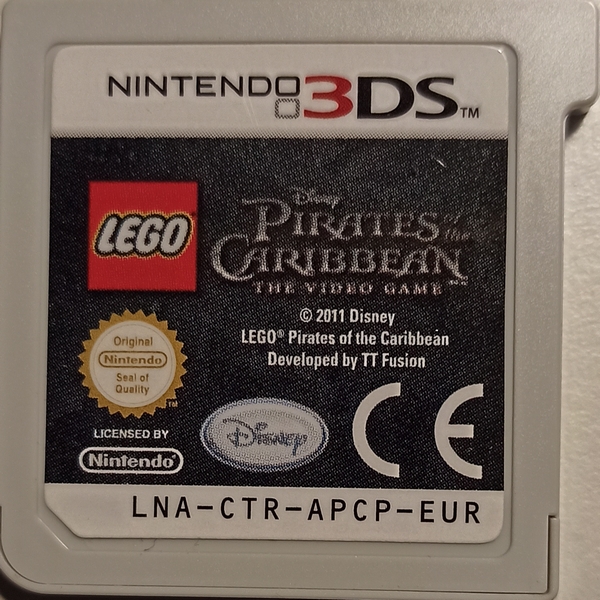 NINTENDO 3DS™
LEGO
Disney
PIRATES of the
CARIBBEAN
THE VIDEO GAME™
© 2011 Disney
LEGO® Pirates of the Caribbean
Developed by TT Fusion
Original
Nintendo
Seal of
Quality
TM
LICENSED BY
Nintendo®
Disney
CE
LNA-CTR-APCP-EUR